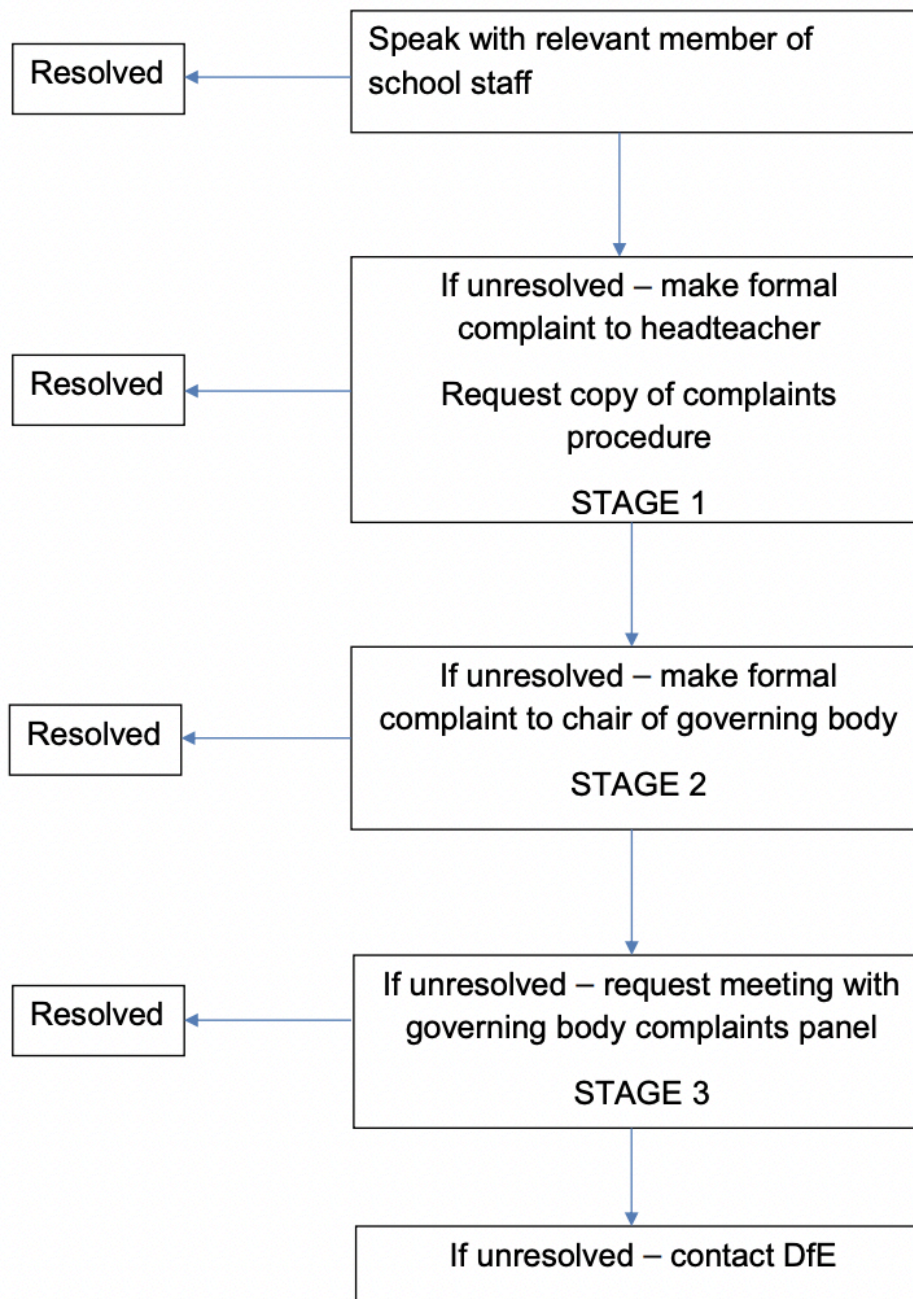 Speak with relevant member of
school staff
Resolved
If unresolved – make formal
complaint to headteacher
Request copy of complaints
procedure
STAGE 1
Resolved
If unresolved – make formal
complaint to chair of governing body
STAGE 2
Resolved
If unresolved – request meeting with
governing body complaints panel
STAGE 3
Resolved
If unresolved – contact DfE